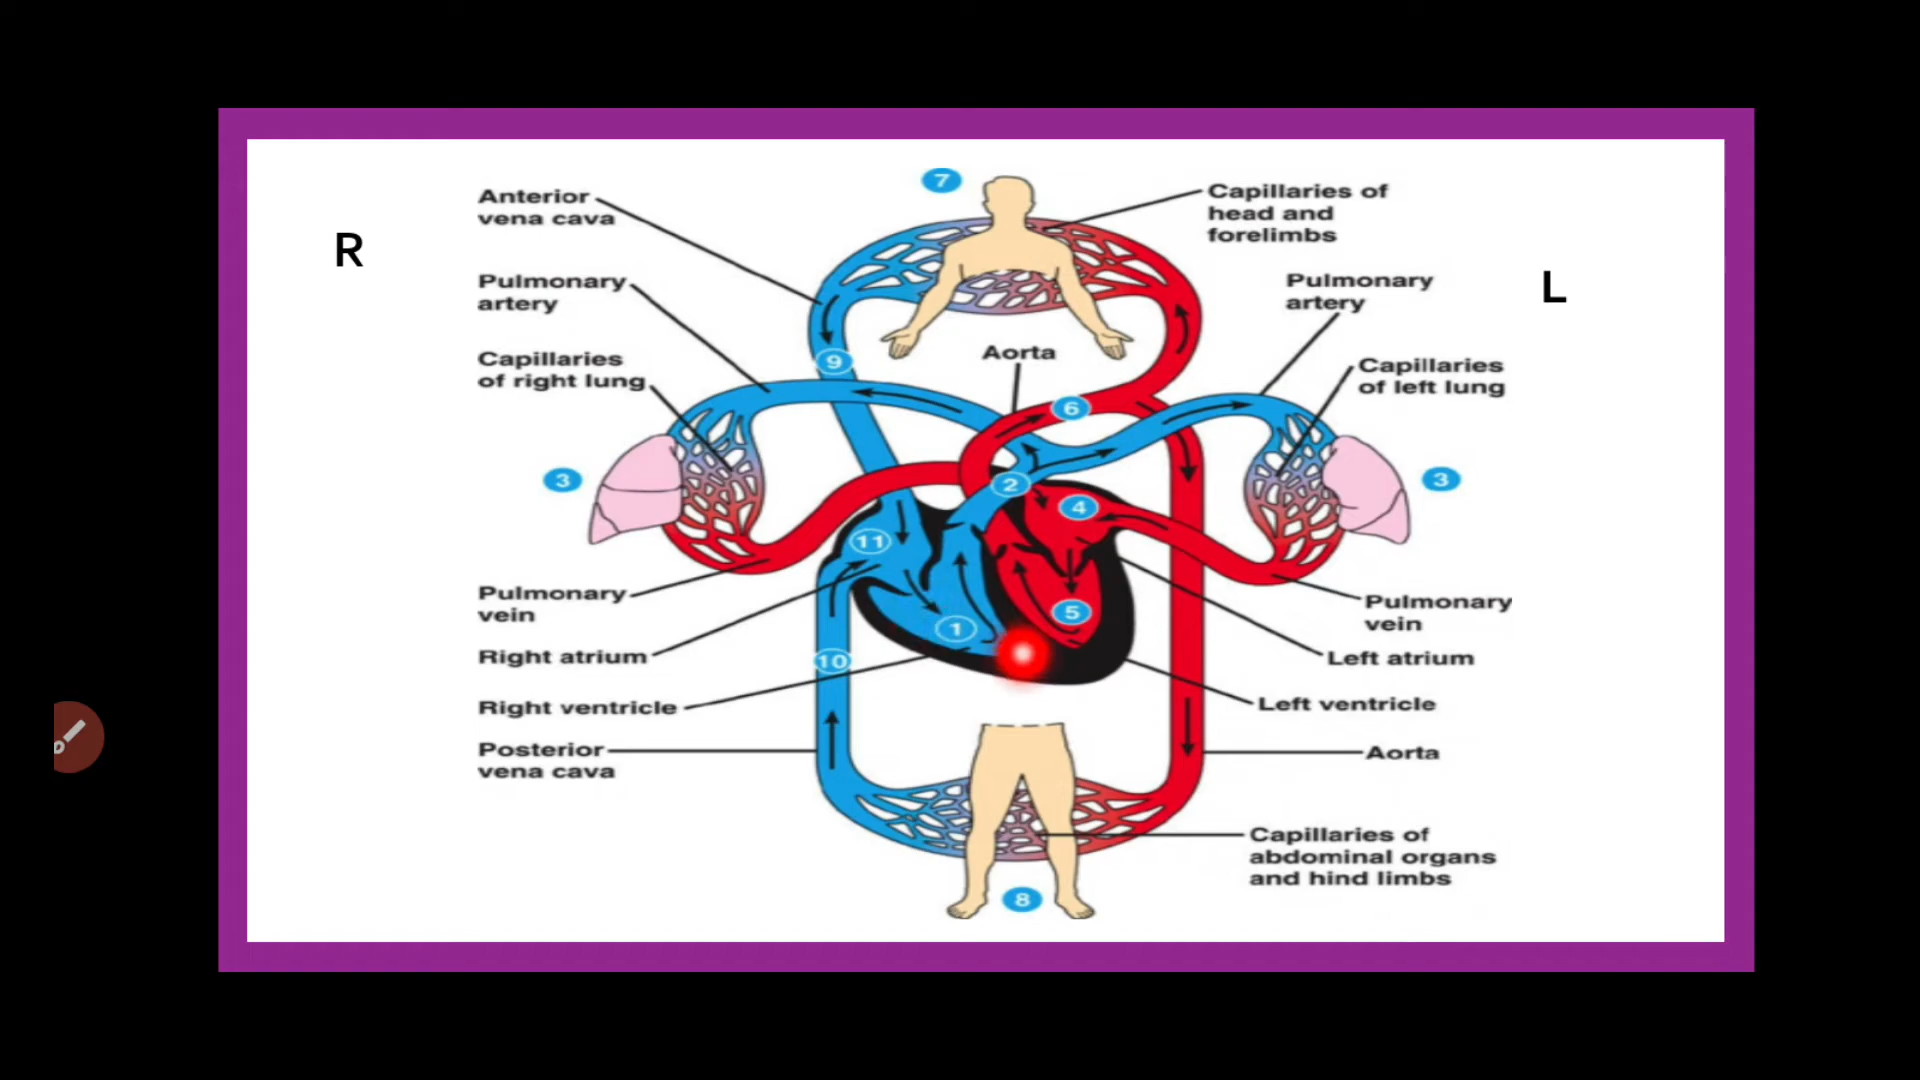 7
Anterior
vena cava
Capillaries of
head and
forelimbs
R
L
Pulmonary
artery
Pulmonary
artery
Aorta
9
Capillaries
of right lung
Capillaries
of left lung
6
3
2
3
4
11
Pulmonary
vein
5
1
Pulmonary
vein
Right atrium
10
Left atrium
Right ventricle
Left ventricle
Posterior
vena cava
Aorta
Capillaries of
abdominal organs
and hind limbs
8